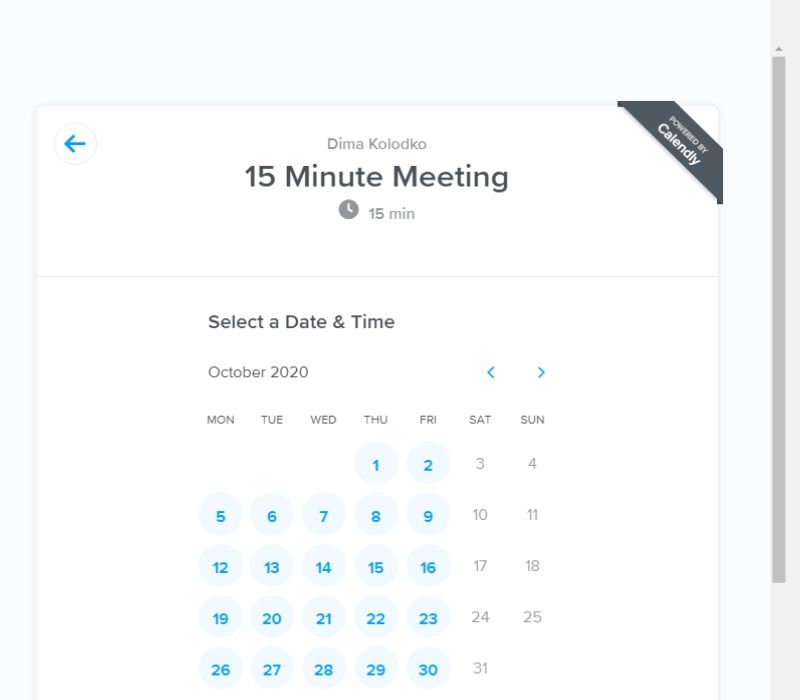 Dima Kolodko
15 Minute Meeting
15 min
POWERED BY
Calendly
Select a Date & Time
October 2020
MON TUE WED THU FRI SAT SUN
1 2 3 4
5 6 7 8 9 10 11
12 13 14 15 16 17 18
19 20 21 22 23 24 25
26 27 28 29 30 31